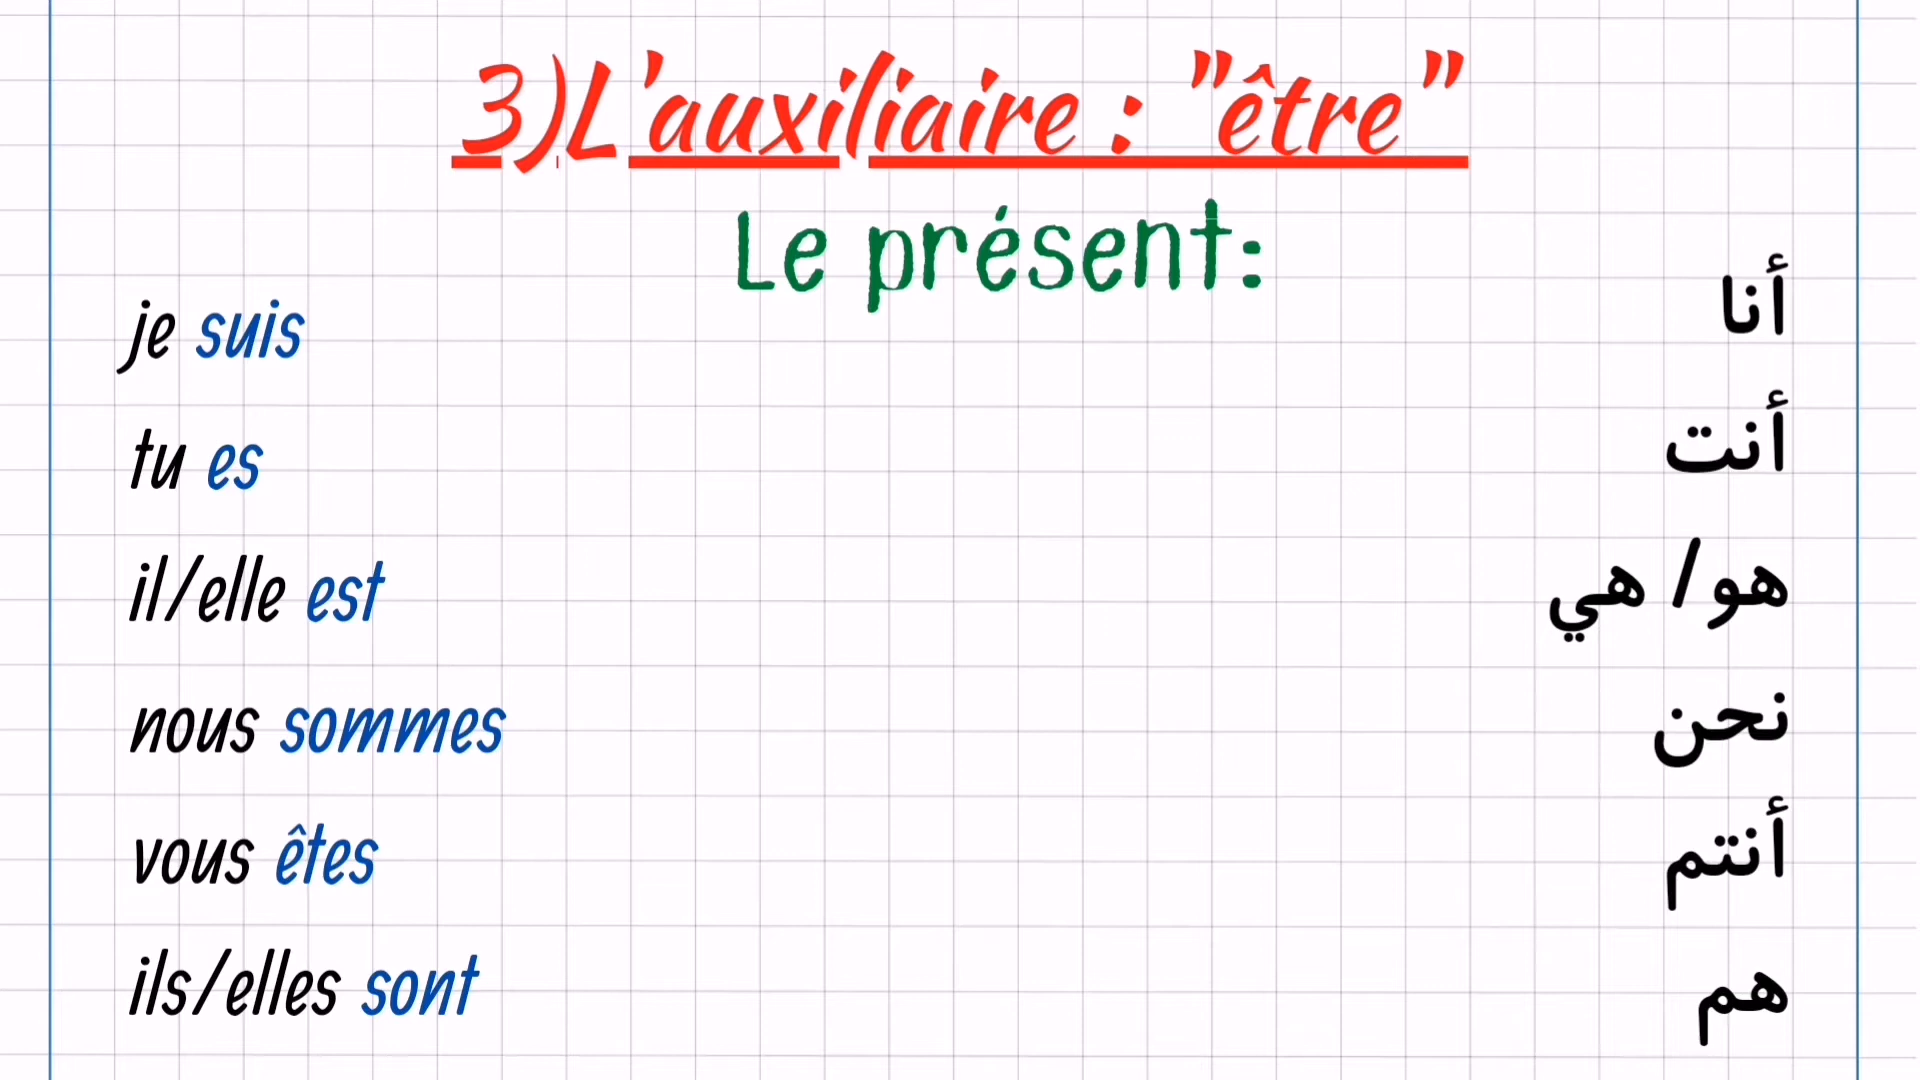 3)L'auxiliaire : "être"
Le présent:
je suis أنا
tu es أنت
il/elle est هو/ هي
nous sommes نحن
vous êtes أنتم
ils/elles sont هم